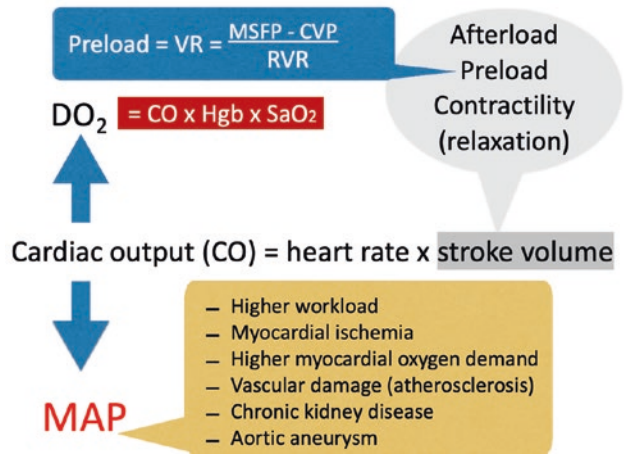 Preload = VR = MSFP - CVP
RVR
Afterload
Preload
Contractility
(relaxation)
DO₂ = CO x Hgb x SaO₂
Cardiac output (CO) = heart rate x stroke volume
– Higher workload
– Myocardial ischemia
– Higher myocardial oxygen demand
– Vascular damage (atherosclerosis)
– Chronic kidney disease
– Aortic aneurysm
MAP